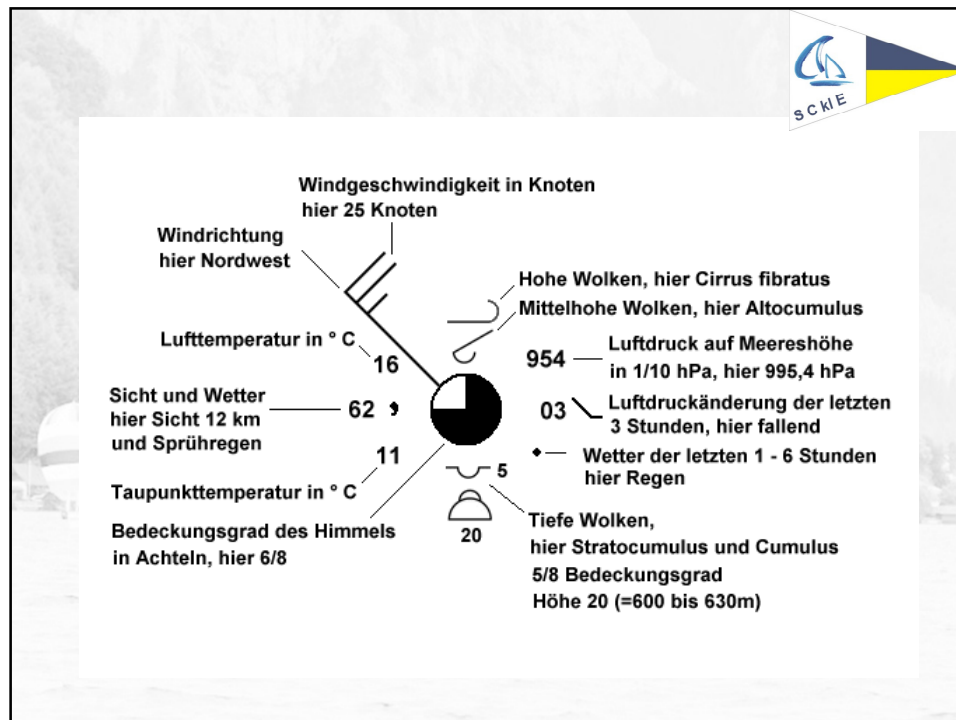 S C kl E
Windgeschwindigkeit in Knoten
hier 25 Knoten
Windrichtung
hier Nordwest
Hohe Wolken, hier Cirrus fibratus
Mittelhohe Wolken, hier Altocumulus
Lufttemperatur in ° C
16
954
Luftdruck auf Meereshöhe
in 1/10 hPa, hier 995,4 hPa
Sicht und Wetter
hier Sicht 12 km
und Sprühregen
62
03
Luftdruckänderung der letzten
3 Stunden, hier fallend
11
Taupunkttemperatur in ° C
Wetter der letzten 1 - 6 Stunden
hier Regen
5
20
Bedeckungsgrad des Himmels
in Achteln, hier 6/8
Tiefe Wolken,
hier Stratocumulus und Cumulus
5/8 Bedeckungsgrad
Höhe 20 (=600 bis 630m)